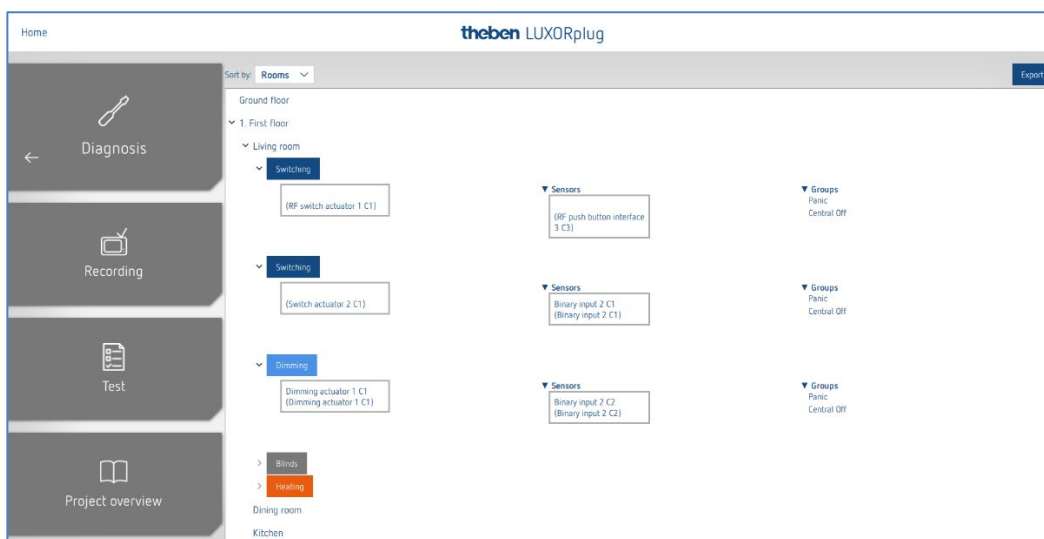 Home
theben LUXORplug
Diagnosis
Recording
Test
Project overview
Sort by: Rooms
Export
Ground floor
1. First floor
Living room
Switching
(RF switch actuator 1 C1)
Sensors
(RF push button interface
3 C3)
Groups
Panic
Central Off
Switching
(Switch actuator 2 C1)
Sensors
Binary input 2 C1
(Binary input 2 C1)
Groups
Panic
Central Off
Dimming
Dimming actuator 1 C1
(Dimming actuator 1 C1)
Sensors
Binary input 2 C2
(Binary input 2 C2)
Groups
Panic
Central Off
Blinds
Heating
Dining room
Kitchen